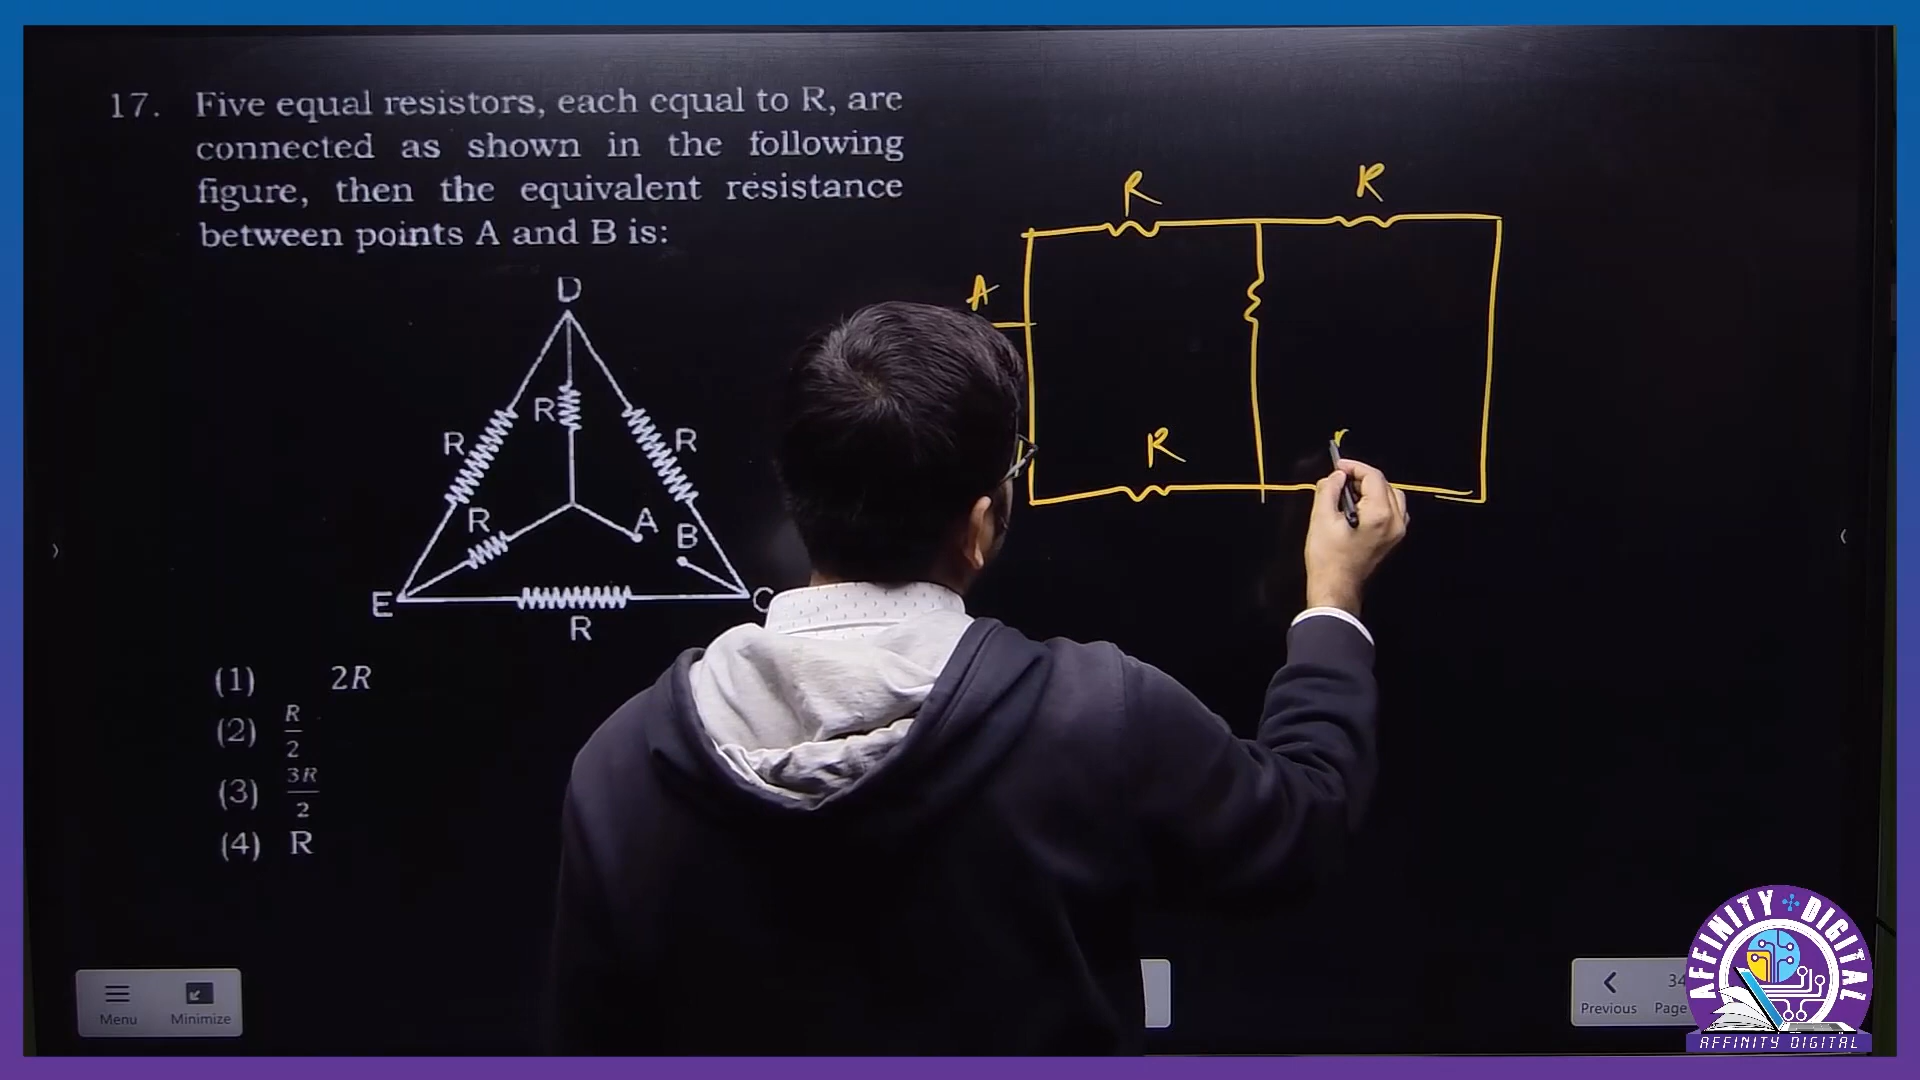 17. Five equal resistors, each equal to R, are
connected as shown in the following
figure, then the equivalent resistance
between points A and B is:
D
R
R
R
R
A
B
E
C
R
(1) 2R
(2) R/2
(3) 3R/2
(4) R
R
R
A
R
Menu
Minimize
Previous
34
Page
AFFINITY DIGITAL
AFFINITY DIGITAL